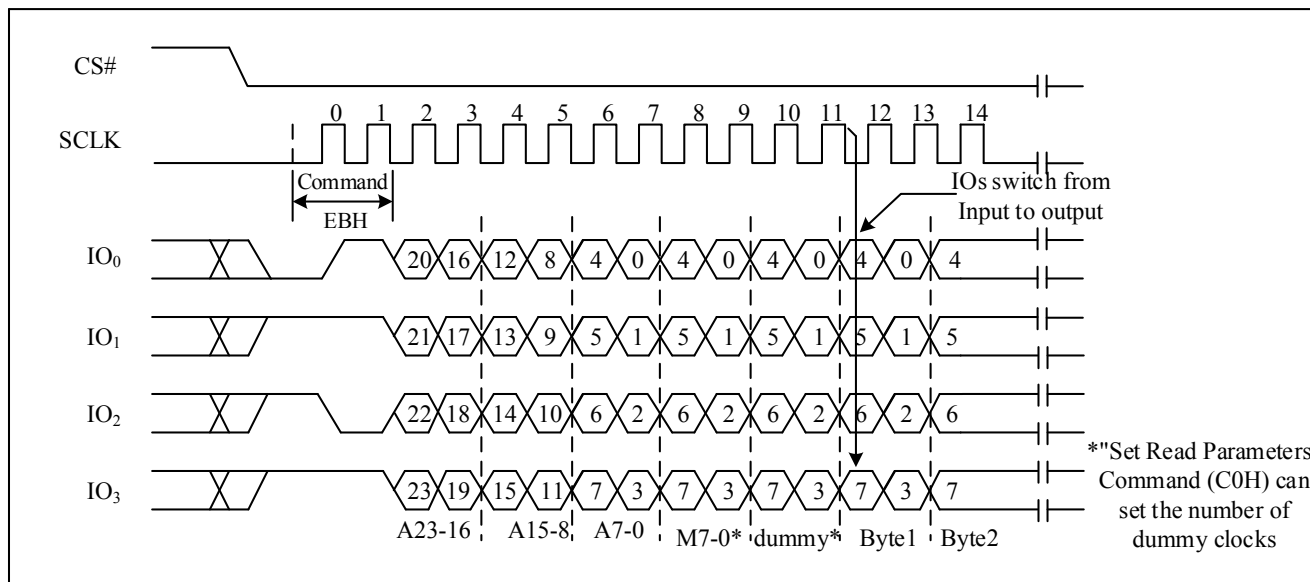 CS#
SCLK
0 1 2 3 4 5 6 7 8 9 10 11 12 13 14
Command
EBH
IOs switch from
Input to output
IO0
20 16 12 8 4 0 4 0 4 0 4 0 4
IO1
21 17 13 9 5 1 5 1 5 1 5 1 5
IO2
22 18 14 10 6 2 6 2 6 2 6 2 6
IO3
23 19 15 11 7 3 7 3 7 3 7 3 7
A23-16 A15-8 A7-0 M7-0* dummy* Byte1 Byte2
*"Set Read Parameters
Command (C0H) can
set the number of
dummy clocks